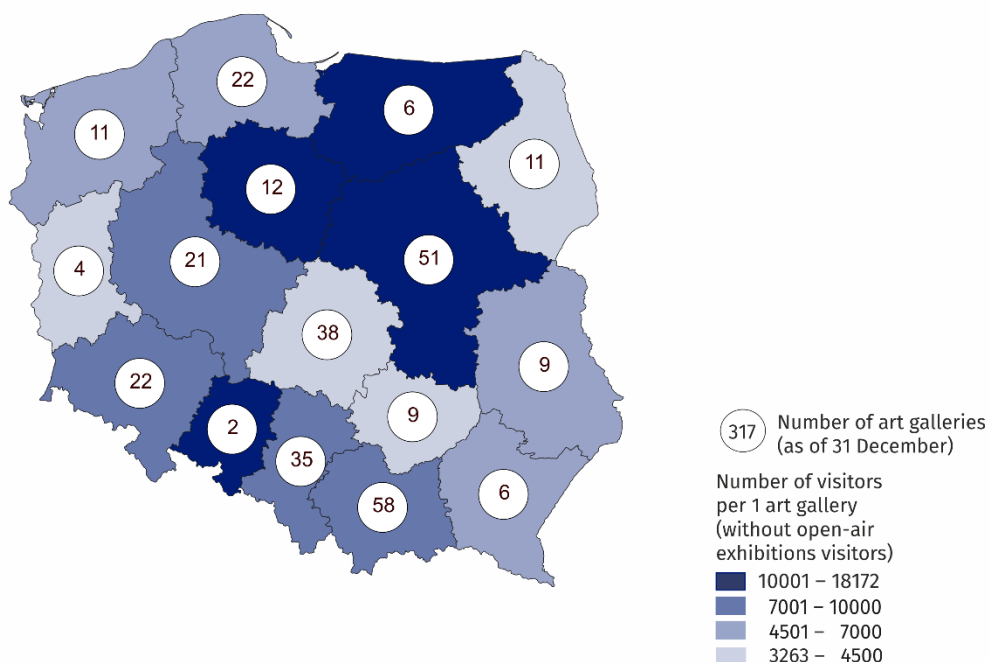 22
6
11
11
12
51
21
4
38
9
22
9
2
35
6
58
317
Number of art galleries
(as of 31 December)
Number of visitors
per 1 art gallery
(without open-air
exhibitions visitors)
10001 – 18172
7001 – 10000
4501 – 7000
3263 – 4500